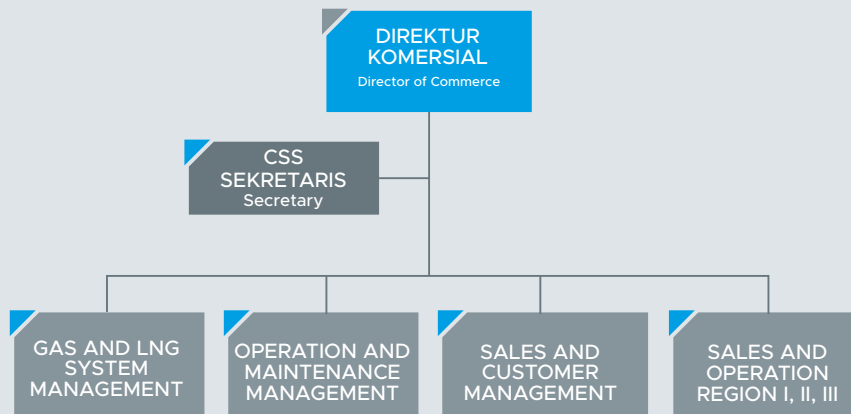 DIREKTUR
KOMERSIAL
Director of Commerce
CSS
SEKRETARIS
Secretary
GAS AND LNG
SYSTEM
MANAGEMENT
OPERATION AND
MAINTENANCE
MANAGEMENT
SALES AND
CUSTOMER
MANAGEMENT
SALES AND
OPERATION
REGION I, II, III